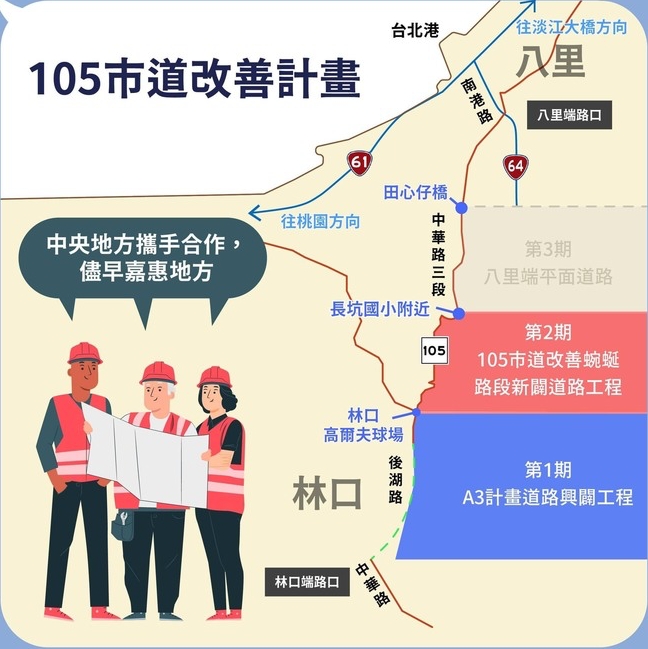 105市道改善計畫
台北港
往淡江大橋方向
八里
南港路
八里端路口
61
64
田心仔橋
往桃園方向
中華路三段
中央地方攜手合作，
儘早嘉惠地方
第3期
八里端平面道路
長坑國小附近
105
第2期
105市道改善蜿蜒
路段新闢道路工程
林口
高爾夫球場
後湖路
林口
第1期
A3計畫道路興闢工程
林口端路口
中華路